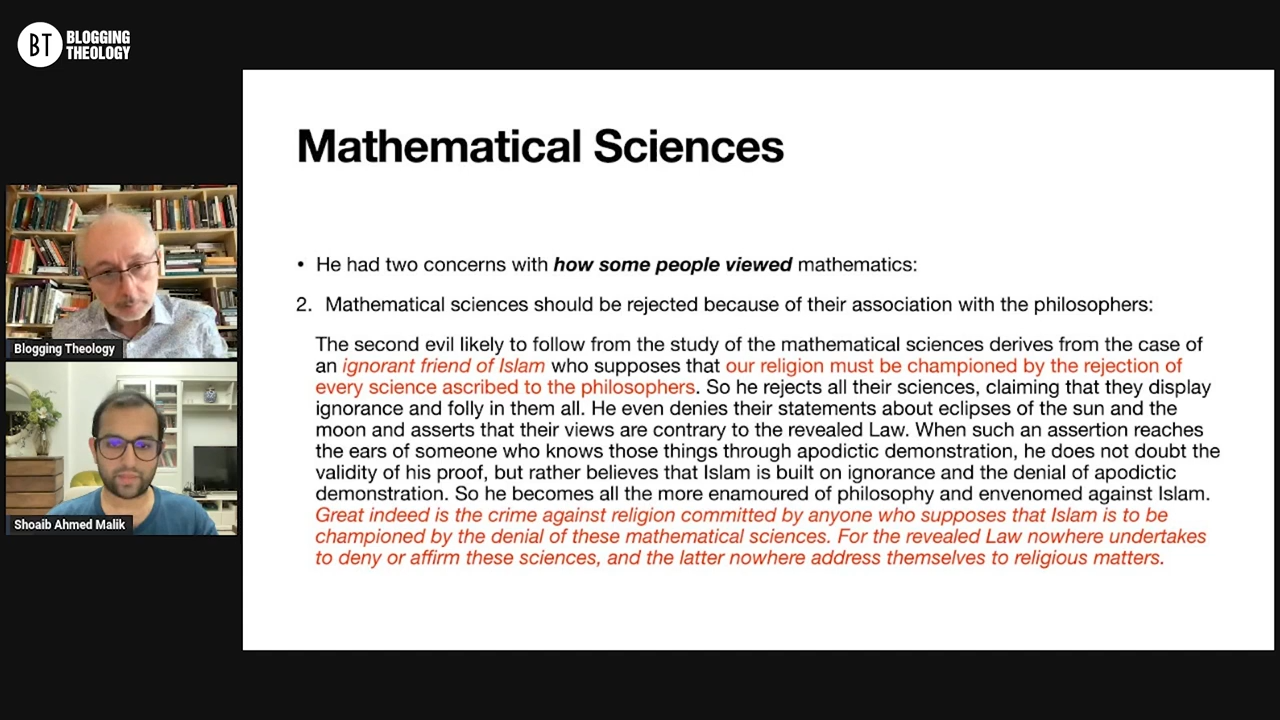 BT BLOGGING
THEOLOGY
Mathematical Sciences
• He had two concerns with how some people viewed mathematics:
2. Mathematical sciences should be rejected because of their association with the philosophers:
The second evil likely to follow from the study of the mathematical sciences derives from the case of
an ignorant friend of Islam who supposes that our religion must be championed by the rejection of
every science ascribed to the philosophers. So he rejects all their sciences, claiming that they display
ignorance and folly in them all. He even denies their statements about eclipses of the sun and the
moon and asserts that their views are contrary to the revealed Law. When such an assertion reaches
the ears of someone who knows those things through apodictic demonstration, he does not doubt the
validity of his proof, but rather believes that Islam is built on ignorance and the denial of apodictic
demonstration. So he becomes all the more enamoured of philosophy and envenomed against Islam.
Great indeed is the crime against religion committed by anyone who supposes that Islam is to be
championed by the denial of these mathematical sciences. For the revealed Law nowhere undertakes
to deny or affirm these sciences, and the latter nowhere address themselves to religious matters.
Blogging Theology
Shoaib Ahmed Malik